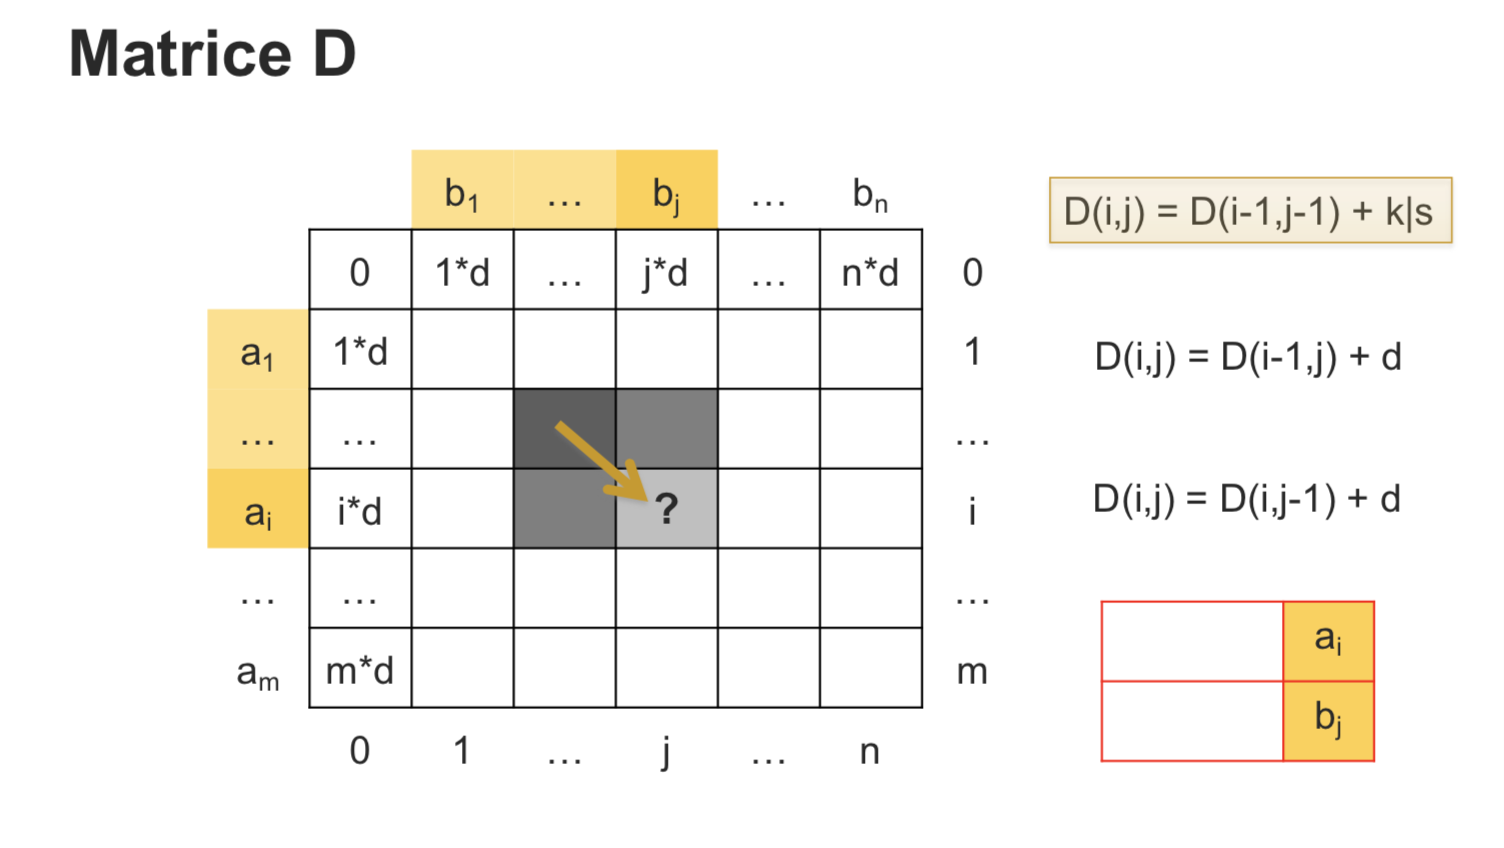 Matrice D
b1 … bj … bn
0 1*d … j*d … n*d 0
a1 1*d 1
… … …
ai i*d ? i
… … …
am m*d m
0 1 … j … n
D(i,j) = D(i-1,j-1) + k|s
D(i,j) = D(i-1,j) + d
D(i,j) = D(i,j-1) + d
ai
bj